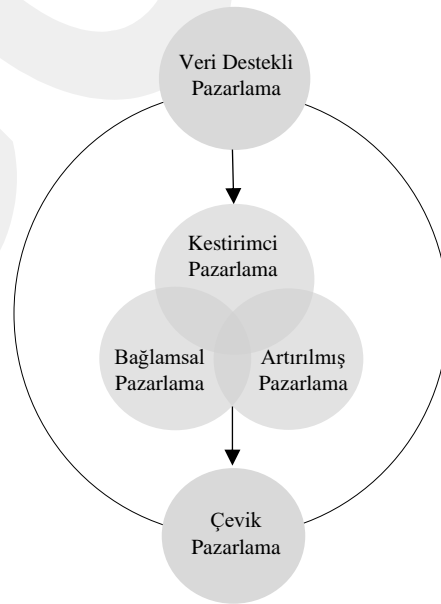 Veri Destekli
Pazarlama
Kestirimci
Pazarlama
Bağlamsal
Pazarlama
Artırılmış
Pazarlama
Çevik
Pazarlama